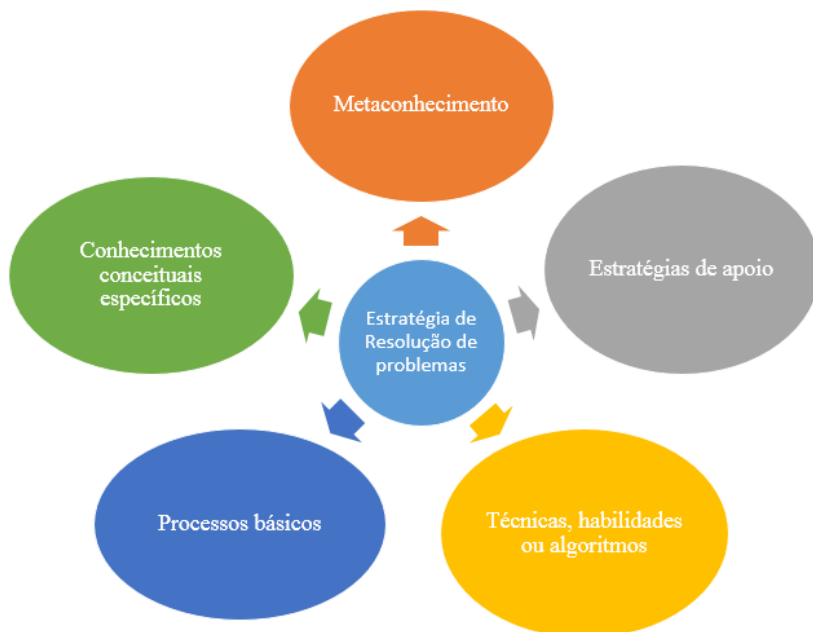 Metaconhecimento
Conhecimentos
conceituais
específicos
Estratégias de apoio
Estratégia de
Resolução de
problemas
Processos básicos
Técnicas, habilidades
ou algoritmos